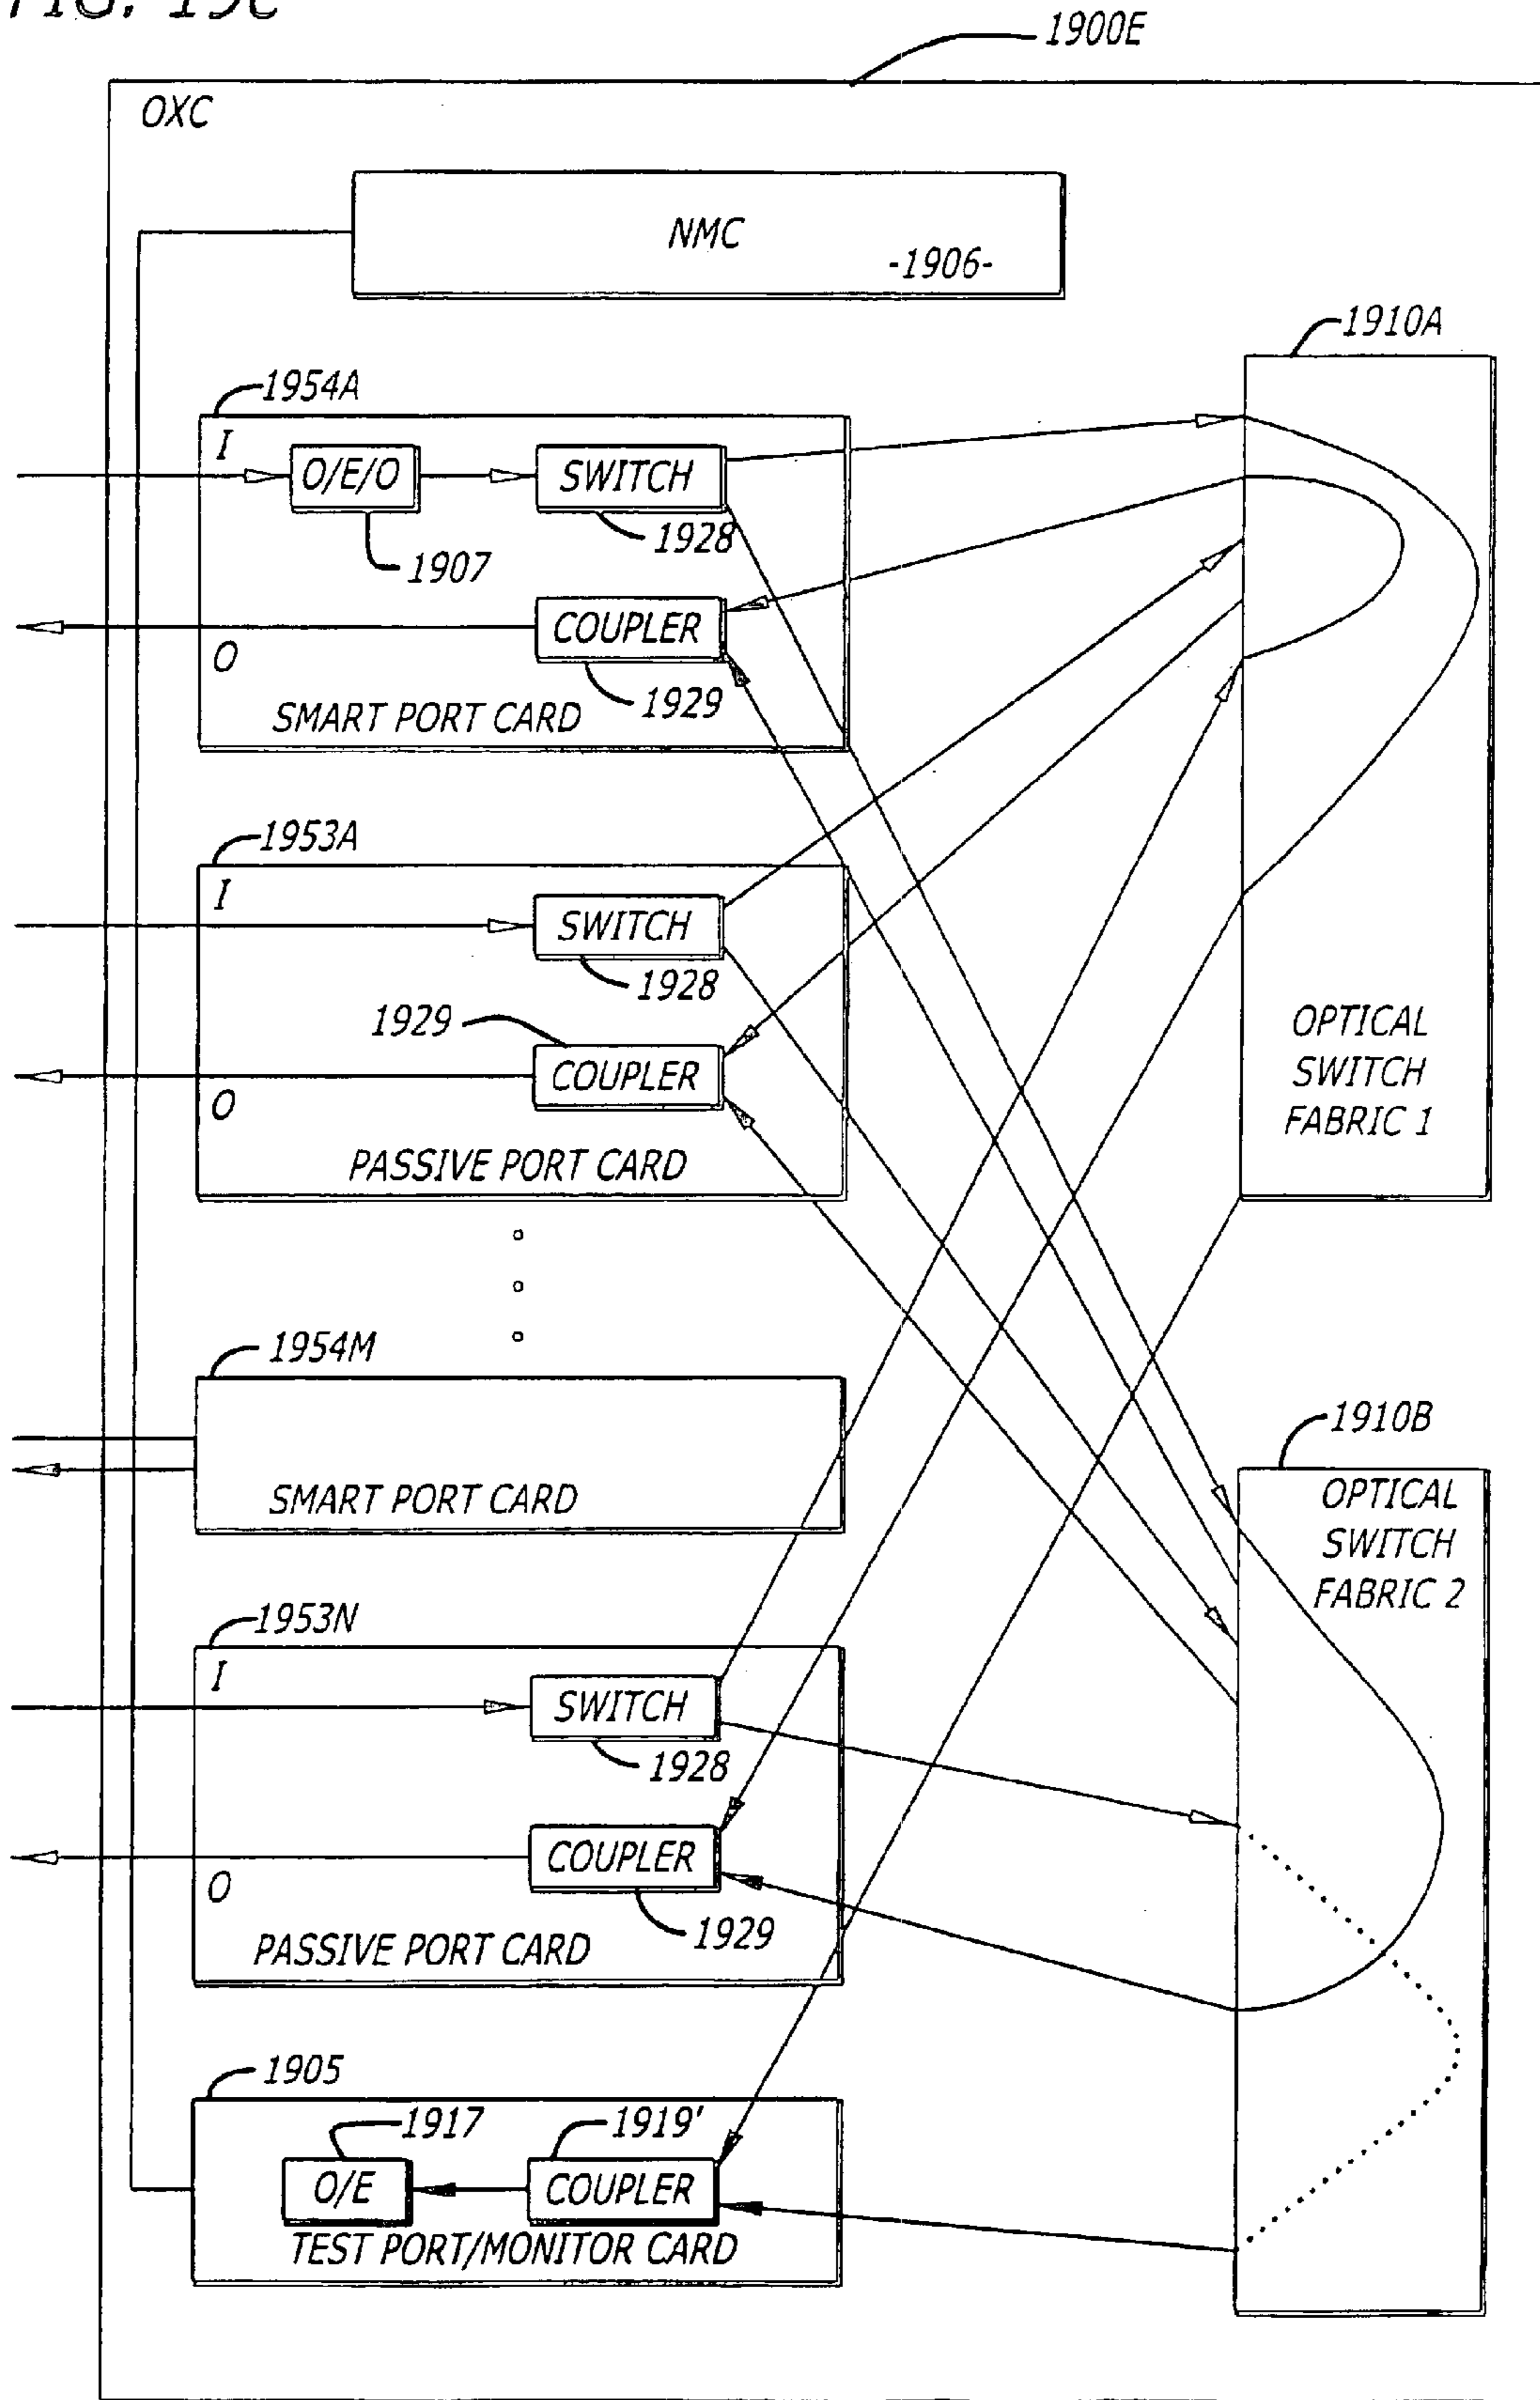 FIG. 19E
1900E
OXC
NMC
-1906-
1910A
1954A
I
O/E/O
SWITCH
1928
1907
COUPLER
O
1929
SMART PORT CARD
1953A
I
SWITCH
1928
1929
COUPLER
O
PASSIVE PORT CARD
OPTICAL
SWITCH
FABRIC 1
1954M
SMART PORT CARD
1910B
OPTICAL
SWITCH
FABRIC 2
1953N
I
SWITCH
1928
COUPLER
O
1929
PASSIVE PORT CARD
1905
1917
1919'
O/E
COUPLER
TEST PORT/MONITOR CARD